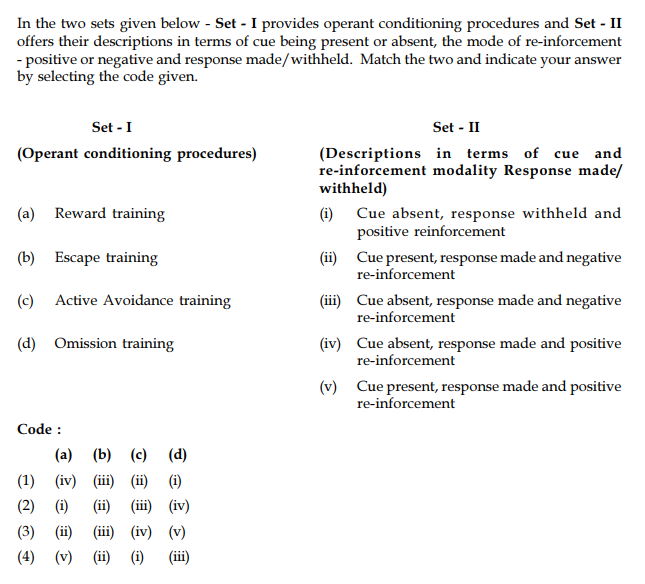 In the two sets given below - Set - I provides operant conditioning procedures and Set - II
offers their descriptions in terms of cue being present or absent, the mode of re-inforcement
- positive or negative and response made/withheld. Match the two and indicate your answer
by selecting the code given.
Set - I Set - II
(Operant conditioning procedures) (Descriptions in terms of cue and
re-inforcement modality Response made/
withheld)
(a) Reward training (i) Cue absent, response withheld and
positive reinforcement
(b) Escape training (ii) Cue present, response made and negative
re-inforcement
(c) Active Avoidance training (iii) Cue absent, response made and negative
re-inforcement
(d) Omission training (iv) Cue absent, response made and positive
re-inforcement
(v) Cue present, response made and positive
re-inforcement
Code :
(a) (b) (c) (d)
(1) (iv) (iii) (ii) (i)
(2) (i) (ii) (iii) (iv)
(3) (ii) (iii) (iv) (v)
(4) (v) (ii) (i) (iii)